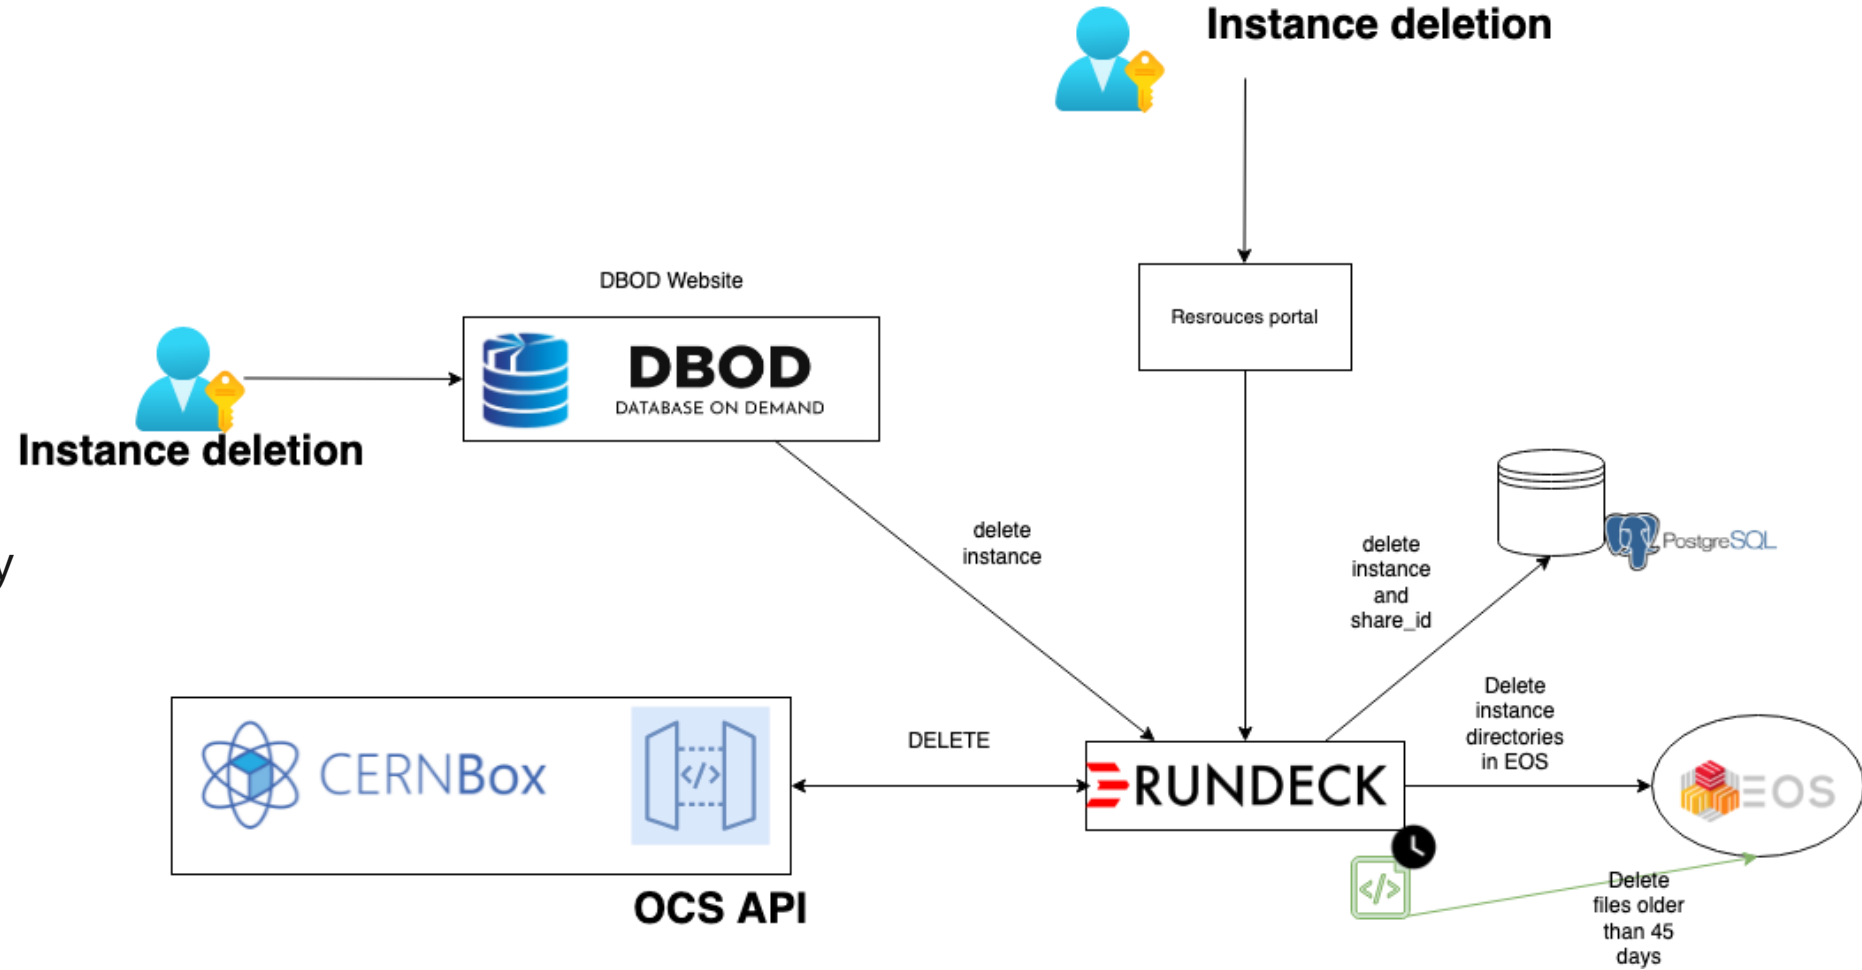 Instance deletion
Resrouces portal
DBOD Website
DBOD
DATABASE ON DEMAND
Instance deletion
y
delete
instance
delete
instance
and
share_id
PostgreSQL
Delete
instance
directories
in EOS
CERNBox
</>
DELETE
RUNDECK
EOS
OCS API
</>
Delete
files older
than 45
days